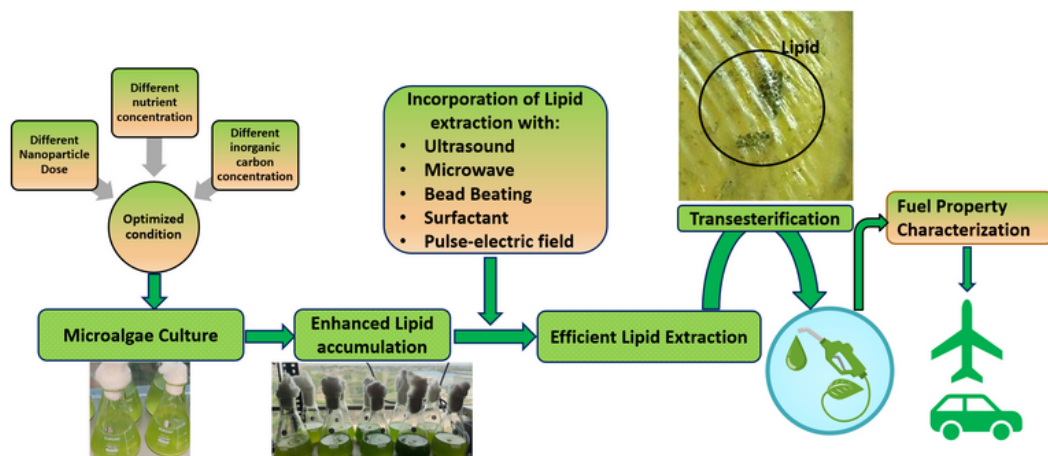 Different
Nanoparticle
Dose
Different
nutrient
concentration
Different
inorganic
carbon
concentration
Optimized
condition
Microalgae Culture
Enhanced Lipid
accumulation
Incorporation of Lipid
extraction with:
• Ultrasound
• Microwave
• Bead Beating
• Surfactant
• Pulse-electric field
Efficient Lipid Extraction
Lipid
Transesterification
Fuel Property
Characterization